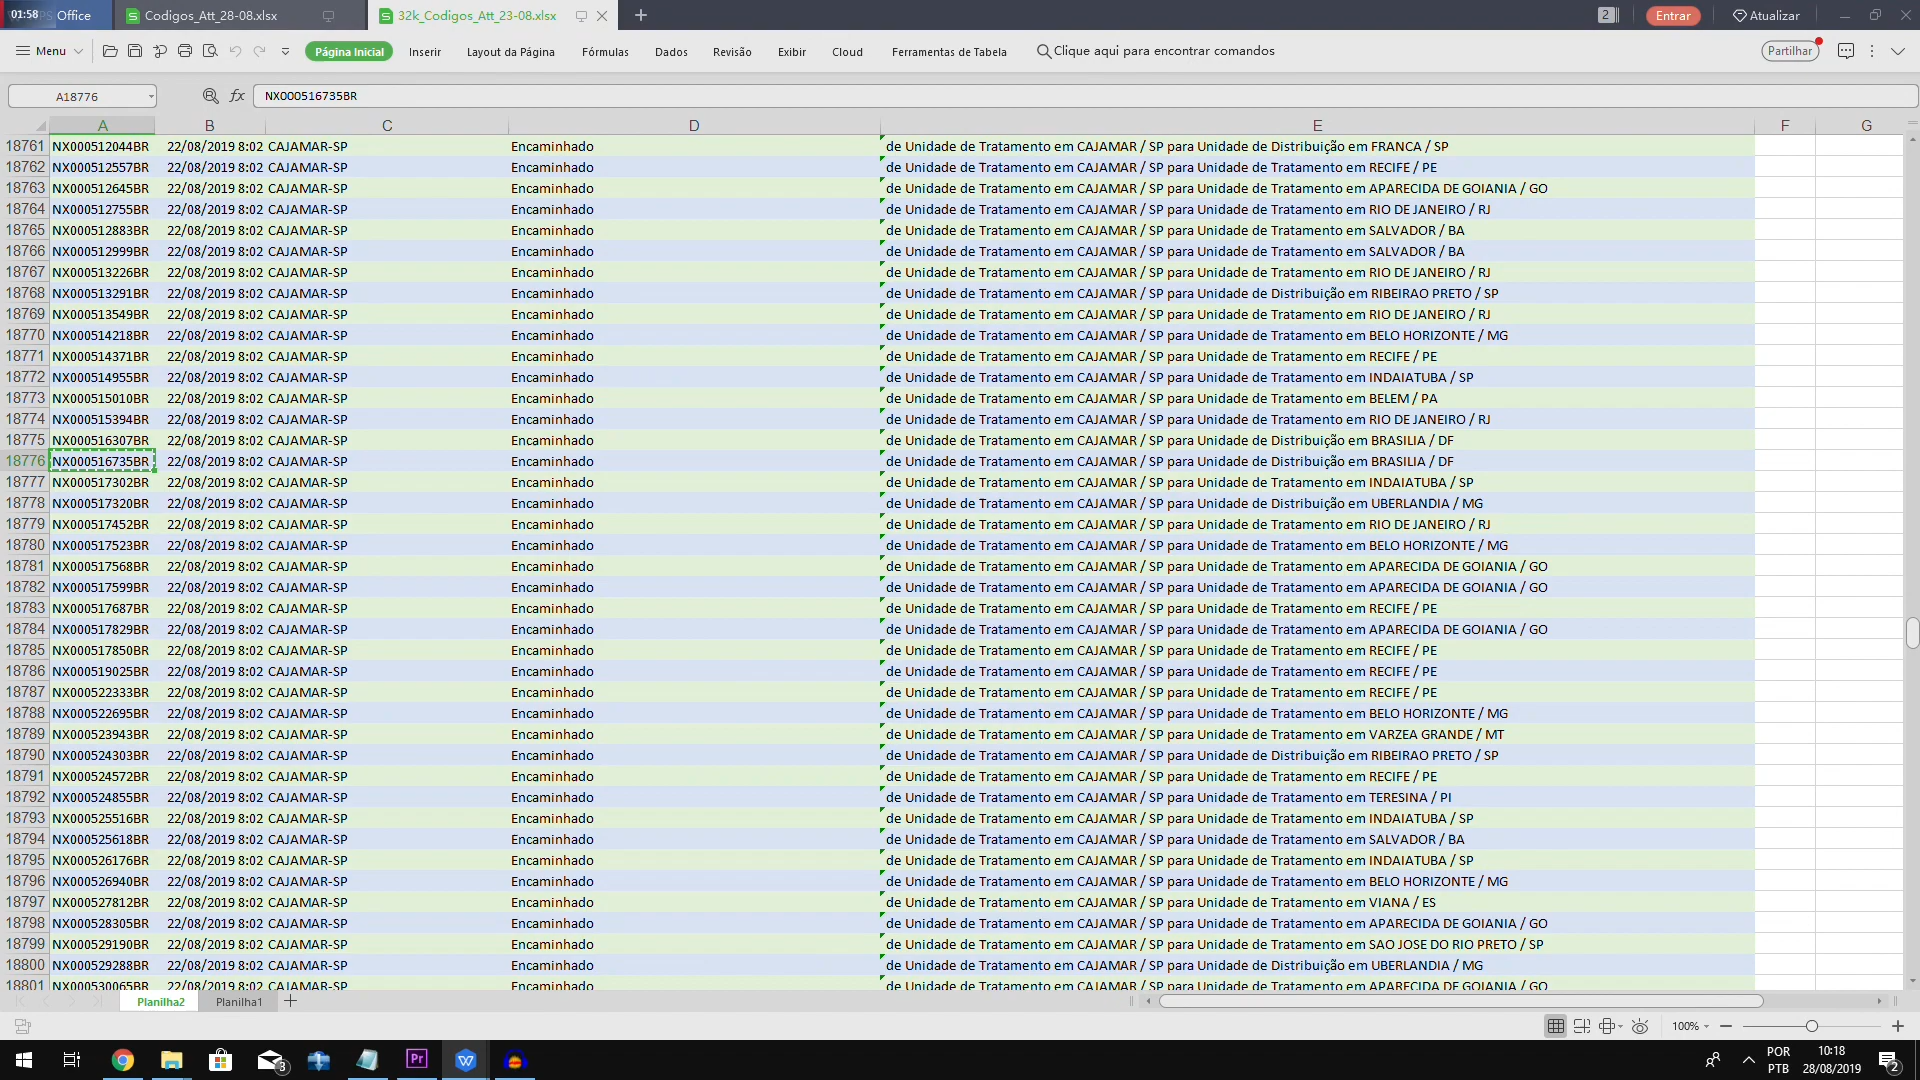 01:58 Office Codigos_Att_28-08.xlsx 32k_Codigos_Att_23-08.xlsx 2 Entrar Atualizar
Menu Página Inicial Inserir Layout da Página Fórmulas Dados Revisão Exibir Cloud Ferramentas de Tabela Clique aqui para encontrar comandos Partilhar
A18776 fx NX000516735BR
A B C D E F G
18761 NX000512044BR 22/08/2019 8:02 CAJAMAR-SP Encaminhado de Unidade de Tratamento em CAJAMAR / SP para Unidade de Distribuição em FRANCA / SP
18762 NX000512557BR 22/08/2019 8:02 CAJAMAR-SP Encaminhado de Unidade de Tratamento em CAJAMAR / SP para Unidade de Tratamento em RECIFE / PE
18763 NX000512645BR 22/08/2019 8:02 CAJAMAR-SP Encaminhado de Unidade de Tratamento em CAJAMAR / SP para Unidade de Tratamento em APARECIDA DE GOIANIA / GO
18764 NX000512755BR 22/08/2019 8:02 CAJAMAR-SP Encaminhado de Unidade de Tratamento em CAJAMAR / SP para Unidade de Tratamento em RIO DE JANEIRO / RJ
18765 NX000512883BR 22/08/2019 8:02 CAJAMAR-SP Encaminhado de Unidade de Tratamento em CAJAMAR / SP para Unidade de Tratamento em SALVADOR / BA
18766 NX000512999BR 22/08/2019 8:02 CAJAMAR-SP Encaminhado de Unidade de Tratamento em CAJAMAR / SP para Unidade de Tratamento em SALVADOR / BA
18767 NX000513226BR 22/08/2019 8:02 CAJAMAR-SP Encaminhado de Unidade de Tratamento em CAJAMAR / SP para Unidade de Tratamento em RIO DE JANEIRO / RJ
18768 NX000513291BR 22/08/2019 8:02 CAJAMAR-SP Encaminhado de Unidade de Tratamento em CAJAMAR / SP para Unidade de Distribuição em RIBEIRAO PRETO / SP
18769 NX000513549BR 22/08/2019 8:02 CAJAMAR-SP Encaminhado de Unidade de Tratamento em CAJAMAR / SP para Unidade de Tratamento em RIO DE JANEIRO / RJ
18770 NX000514218BR 22/08/2019 8:02 CAJAMAR-SP Encaminhado de Unidade de Tratamento em CAJAMAR / SP para Unidade de Tratamento em BELO HORIZONTE / MG
18771 NX000514371BR 22/08/2019 8:02 CAJAMAR-SP Encaminhado de Unidade de Tratamento em CAJAMAR / SP para Unidade de Tratamento em RECIFE / PE
18772 NX000514955BR 22/08/2019 8:02 CAJAMAR-SP Encaminhado de Unidade de Tratamento em CAJAMAR / SP para Unidade de Tratamento em INDAIATUBA / SP
18773 NX000515010BR 22/08/2019 8:02 CAJAMAR-SP Encaminhado de Unidade de Tratamento em CAJAMAR / SP para Unidade de Tratamento em BELEM / PA
18774 NX000515394BR 22/08/2019 8:02 CAJAMAR-SP Encaminhado de Unidade de Tratamento em CAJAMAR / SP para Unidade de Tratamento em RIO DE JANEIRO / RJ
18775 NX000516307BR 22/08/2019 8:02 CAJAMAR-SP Encaminhado de Unidade de Tratamento em CAJAMAR / SP para Unidade de Distribuição em BRASILIA / DF
18776 NX000516735BR 22/08/2019 8:02 CAJAMAR-SP Encaminhado de Unidade de Tratamento em CAJAMAR / SP para Unidade de Distribuição em BRASILIA / DF
18777 NX000517302BR 22/08/2019 8:02 CAJAMAR-SP Encaminhado de Unidade de Tratamento em CAJAMAR / SP para Unidade de Tratamento em INDAIATUBA / SP
18778 NX000517320BR 22/08/2019 8:02 CAJAMAR-SP Encaminhado de Unidade de Tratamento em CAJAMAR / SP para Unidade de Distribuição em UBERLANDIA / MG
18779 NX000517452BR 22/08/2019 8:02 CAJAMAR-SP Encaminhado de Unidade de Tratamento em CAJAMAR / SP para Unidade de Tratamento em RIO DE JANEIRO / RJ
18780 NX000517523BR 22/08/2019 8:02 CAJAMAR-SP Encaminhado de Unidade de Tratamento em CAJAMAR / SP para Unidade de Tratamento em BELO HORIZONTE / MG
18781 NX000517568BR 22/08/2019 8:02 CAJAMAR-SP Encaminhado de Unidade de Tratamento em CAJAMAR / SP para Unidade de Tratamento em APARECIDA DE GOIANIA / GO
18782 NX000517599BR 22/08/2019 8:02 CAJAMAR-SP Encaminhado de Unidade de Tratamento em CAJAMAR / SP para Unidade de Tratamento em APARECIDA DE GOIANIA / GO
18783 NX000517687BR 22/08/2019 8:02 CAJAMAR-SP Encaminhado de Unidade de Tratamento em CAJAMAR / SP para Unidade de Tratamento em RECIFE / PE
18784 NX000517829BR 22/08/2019 8:02 CAJAMAR-SP Encaminhado de Unidade de Tratamento em CAJAMAR / SP para Unidade de Tratamento em APARECIDA DE GOIANIA / GO
18785 NX000517850BR 22/08/2019 8:02 CAJAMAR-SP Encaminhado de Unidade de Tratamento em CAJAMAR / SP para Unidade de Tratamento em RECIFE / PE
18786 NX000519025BR 22/08/2019 8:02 CAJAMAR-SP Encaminhado de Unidade de Tratamento em CAJAMAR / SP para Unidade de Tratamento em RECIFE / PE
18787 NX000522333BR 22/08/2019 8:02 CAJAMAR-SP Encaminhado de Unidade de Tratamento em CAJAMAR / SP para Unidade de Tratamento em RECIFE / PE
18788 NX000522695BR 22/08/2019 8:02 CAJAMAR-SP Encaminhado de Unidade de Tratamento em CAJAMAR / SP para Unidade de Tratamento em BELO HORIZONTE / MG
18789 NX000523943BR 22/08/2019 8:02 CAJAMAR-SP Encaminhado de Unidade de Tratamento em CAJAMAR / SP para Unidade de Tratamento em VARZEA GRANDE / MT
18790 NX000524303BR 22/08/2019 8:02 CAJAMAR-SP Encaminhado de Unidade de Tratamento em CAJAMAR / SP para Unidade de Distribuição em RIBEIRAO PRETO / SP
18791 NX000524572BR 22/08/2019 8:02 CAJAMAR-SP Encaminhado de Unidade de Tratamento em CAJAMAR / SP para Unidade de Tratamento em RECIFE / PE
18792 NX000524855BR 22/08/2019 8:02 CAJAMAR-SP Encaminhado de Unidade de Tratamento em CAJAMAR / SP para Unidade de Tratamento em TERESINA / PI
18793 NX000525516BR 22/08/2019 8:02 CAJAMAR-SP Encaminhado de Unidade de Tratamento em CAJAMAR / SP para Unidade de Tratamento em INDAIATUBA / SP
18794 NX000525618BR 22/08/2019 8:02 CAJAMAR-SP Encaminhado de Unidade de Tratamento em CAJAMAR / SP para Unidade de Tratamento em SALVADOR / BA
18795 NX000526176BR 22/08/2019 8:02 CAJAMAR-SP Encaminhado de Unidade de Tratamento em CAJAMAR / SP para Unidade de Tratamento em INDAIATUBA / SP
18796 NX000526940BR 22/08/2019 8:02 CAJAMAR-SP Encaminhado de Unidade de Tratamento em CAJAMAR / SP para Unidade de Tratamento em BELO HORIZONTE / MG
18797 NX000527812BR 22/08/2019 8:02 CAJAMAR-SP Encaminhado de Unidade de Tratamento em CAJAMAR / SP para Unidade de Tratamento em VIANA / ES
18798 NX000528305BR 22/08/2019 8:02 CAJAMAR-SP Encaminhado de Unidade de Tratamento em CAJAMAR / SP para Unidade de Tratamento em APARECIDA DE GOIANIA / GO
18799 NX000529190BR 22/08/2019 8:02 CAJAMAR-SP Encaminhado de Unidade de Tratamento em CAJAMAR / SP para Unidade de Tratamento em SAO JOSE DO RIO PRETO / SP
18800 NX000529288BR 22/08/2019 8:02 CAJAMAR-SP Encaminhado de Unidade de Tratamento em CAJAMAR / SP para Unidade de Distribuição em UBERLANDIA / MG
18801 NX000530065BR 22/08/2019 8:02 CAJAMAR-SP Encaminhado de Unidade de Tratamento em CAJAMAR / SP para Unidade de Tratamento em APARECIDA DE GOIANIA / GO
Planilha2 Planilha1
100%
3 Pr POR 10:18
PTB 28/08/2019 2